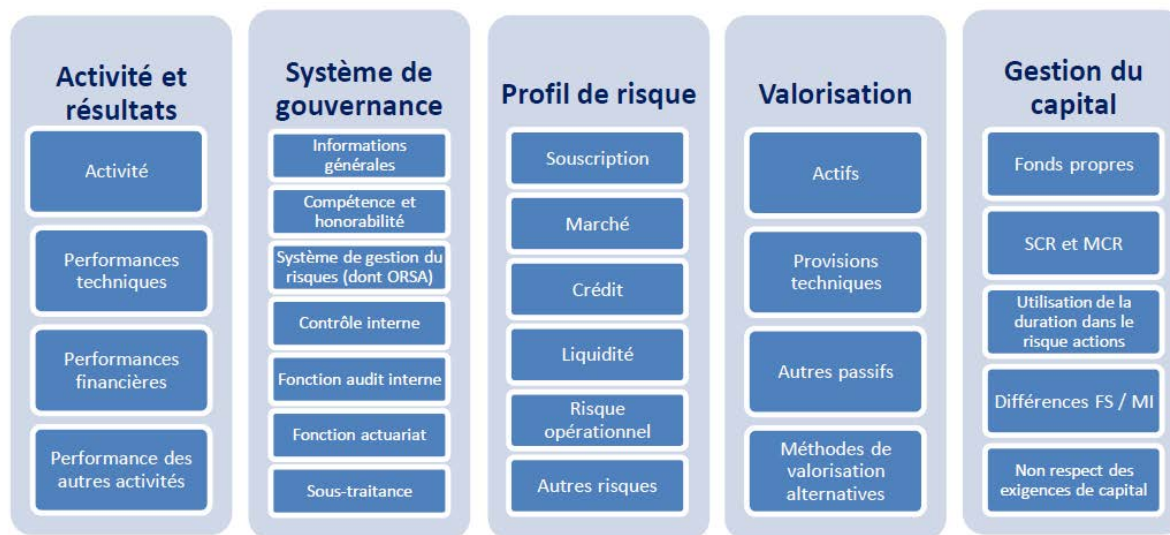 Activité et
résultats
Activité
Performances
techniques
Performances
financières
Performance des
autres activités
Système de
gouvernance
Informations
générales
Compétence et
honorabilité
Système de gestion du
risques (dont ORSA)
Contrôle interne
Fonction audit interne
Fonction actuariat
Sous-traitance
Profil de risque
Souscription
Marché
Crédit
Liquidité
Risque
opérationnel
Autres risques
Valorisation
Actifs
Provisions
techniques
Autres passifs
Méthodes de
valorisation
alternatives
Gestion du
capital
Fonds propres
SCR et MCR
Utilisation de la
duration dans le
risque actions
Différences FS / MI
Non respect des
exigences de capital